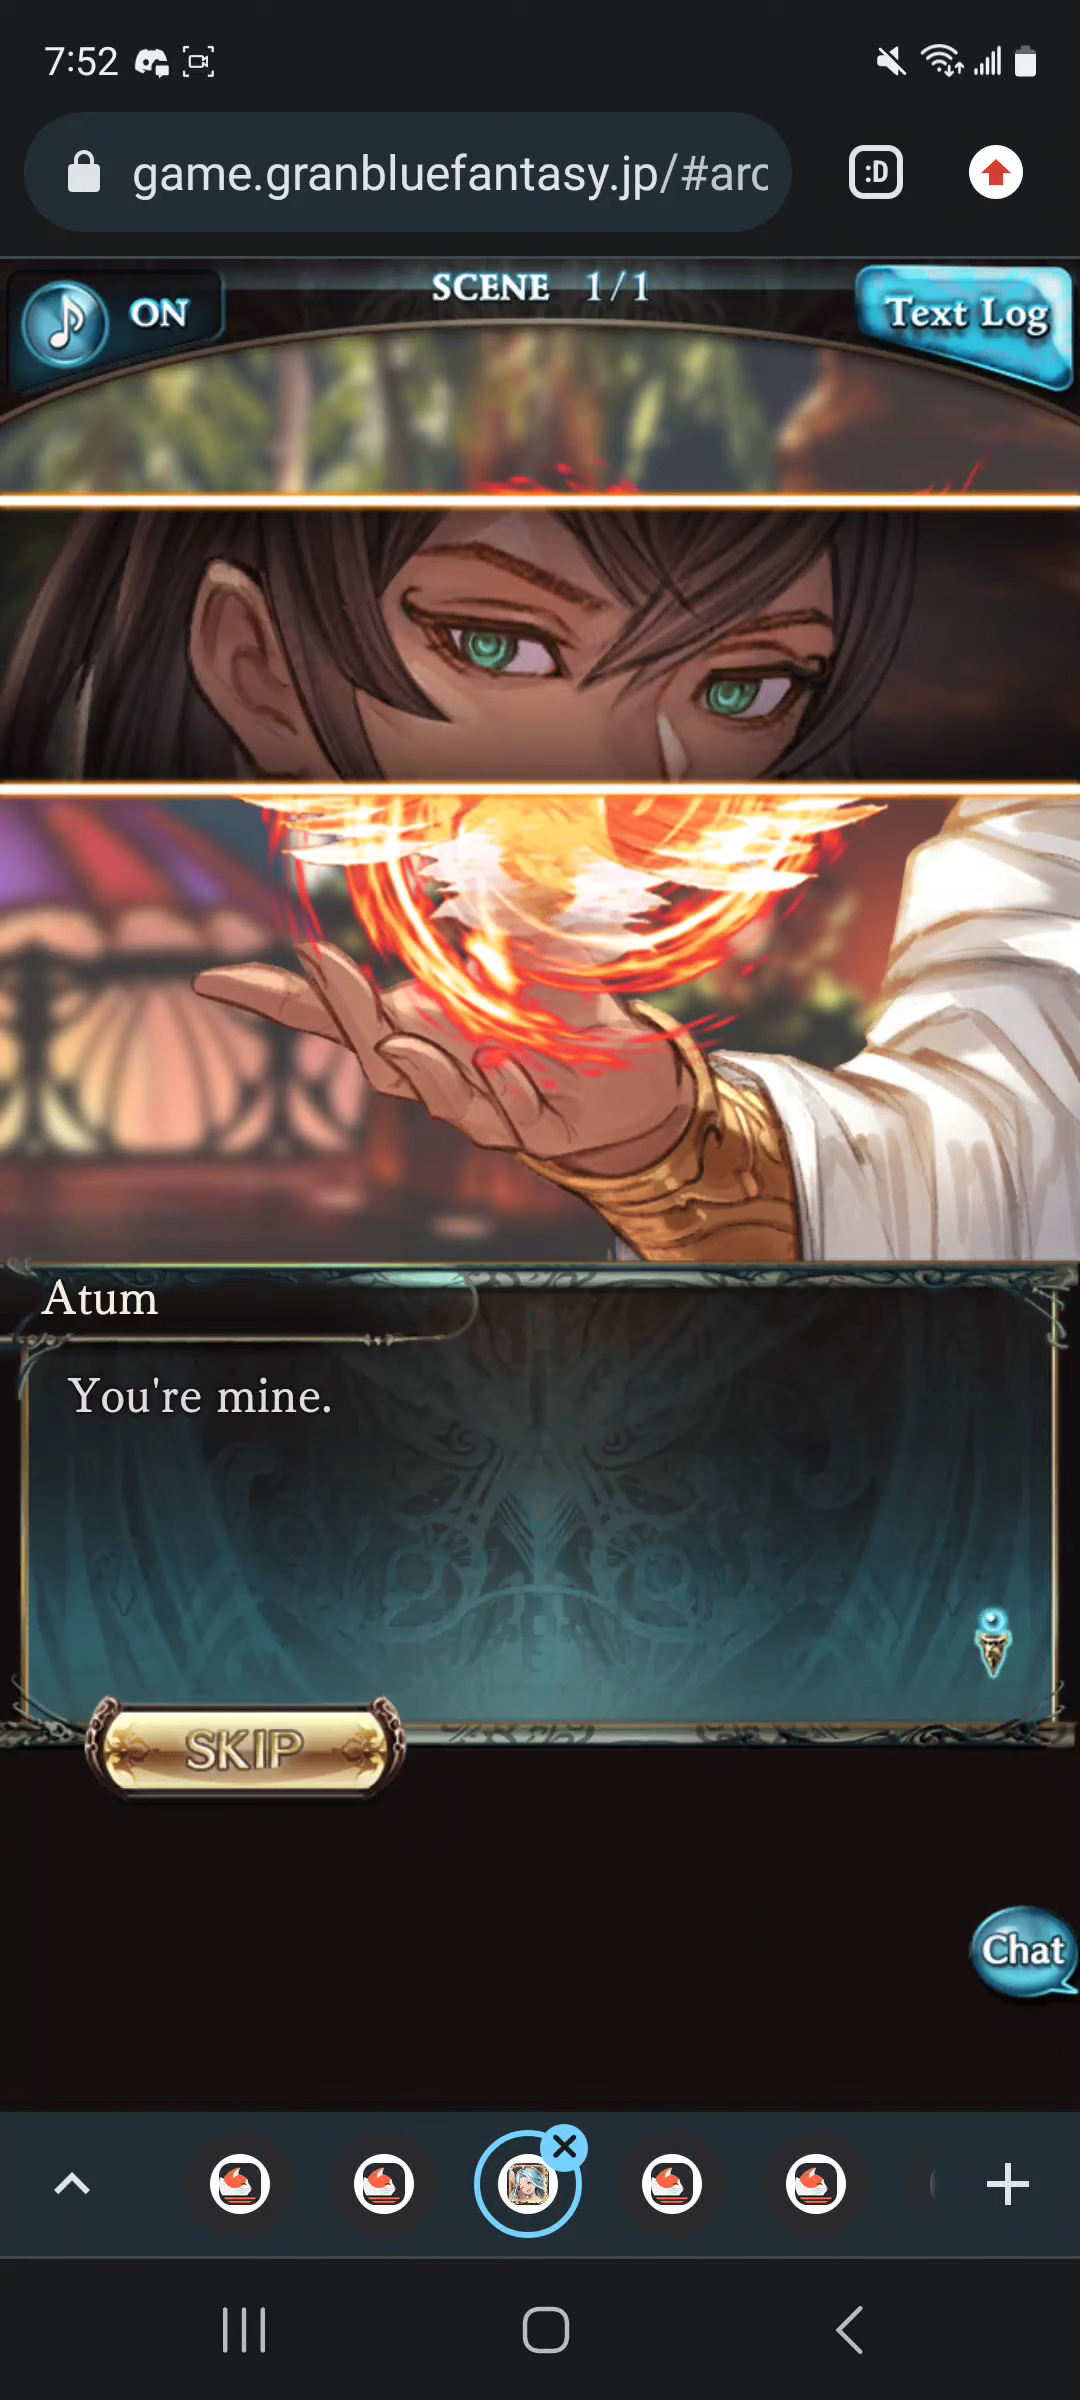 7:52
game.granbluefantasy.jp/#arc
:D
ON
SCENE 1/1
Text Log
Atum
You're mine.
SKIP
Chat